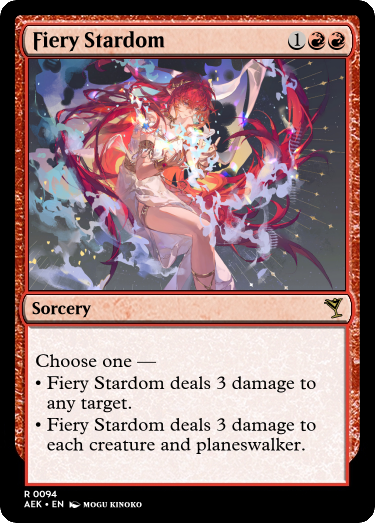 Fiery Stardom 1
Sorcery
Choose one —
• Fiery Stardom deals 3 damage to
any target.
• Fiery Stardom deals 3 damage to
each creature and planeswalker.
R 0094
AEK • EN MOGU KINOKO